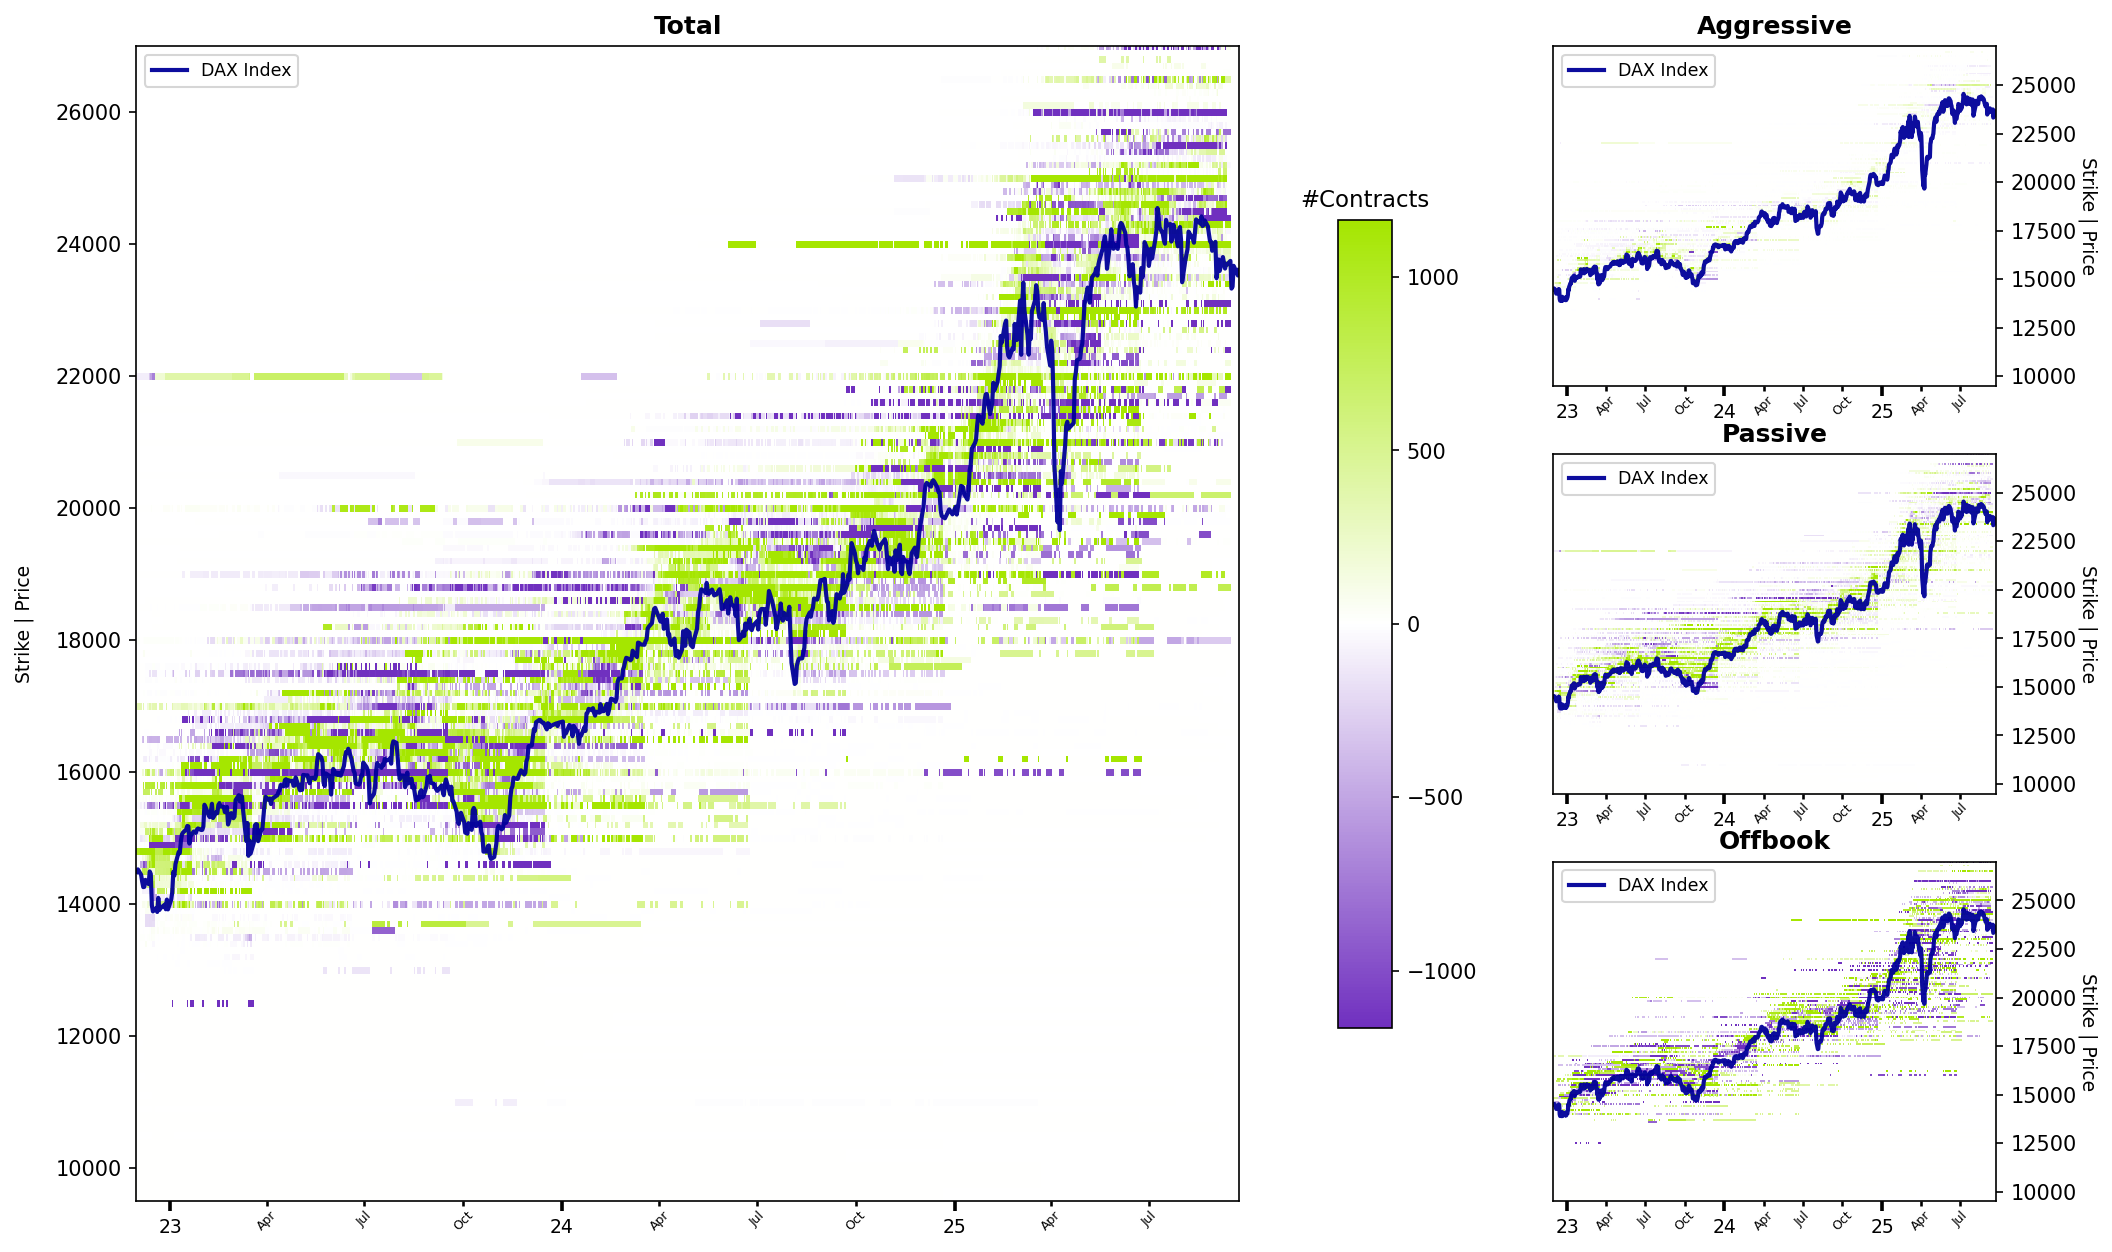 Total
DAX Index
26000
24000
22000
20000
18000
16000
14000
12000
10000
Strike | Price
23
Apr
Jul
Oct
24
Apr
Jul
Oct
25
Apr
Jul
#Contracts
1000
500
0
−500
−1000
Aggressive
DAX Index
25000
22500
20000
17500
15000
12500
10000
Strike | Price
23
Apr
Jul
Oct
24
Apr
Jul
Oct
25
Apr
Jul
Passive
DAX Index
25000
22500
20000
17500
15000
12500
10000
Strike | Price
23
Apr
Jul
Oct
24
Apr
Jul
Oct
25
Apr
Jul
Offbook
DAX Index
25000
22500
20000
17500
15000
12500
10000
Strike | Price
23
Apr
Jul
Oct
24
Apr
Jul
Oct
25
Apr
Jul